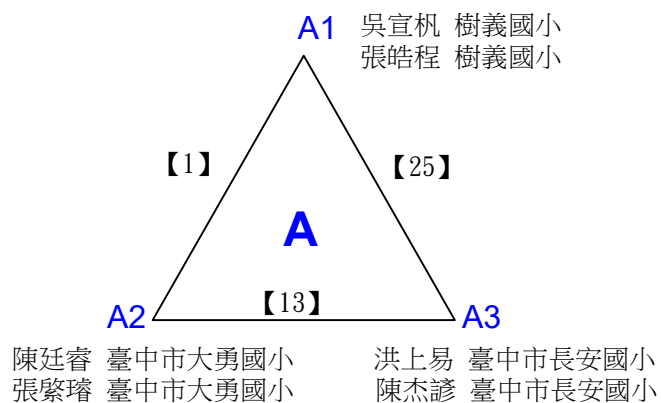 A1
吳宣枫 樹義國小
張皓程 樹義國小
【1】
【25】
A
【13】
A2
A3
陳廷睿 臺中市大勇國小
張縏璿 臺中市大勇國小
洪上易 臺中市長安國小
陳杰諺 臺中市長安國小